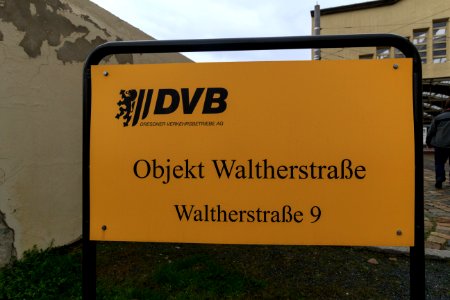 DVB
DRESDNER VERKEHRSBETRIEBE AG
Objekt Waltherstraße
Waltherstraße 9